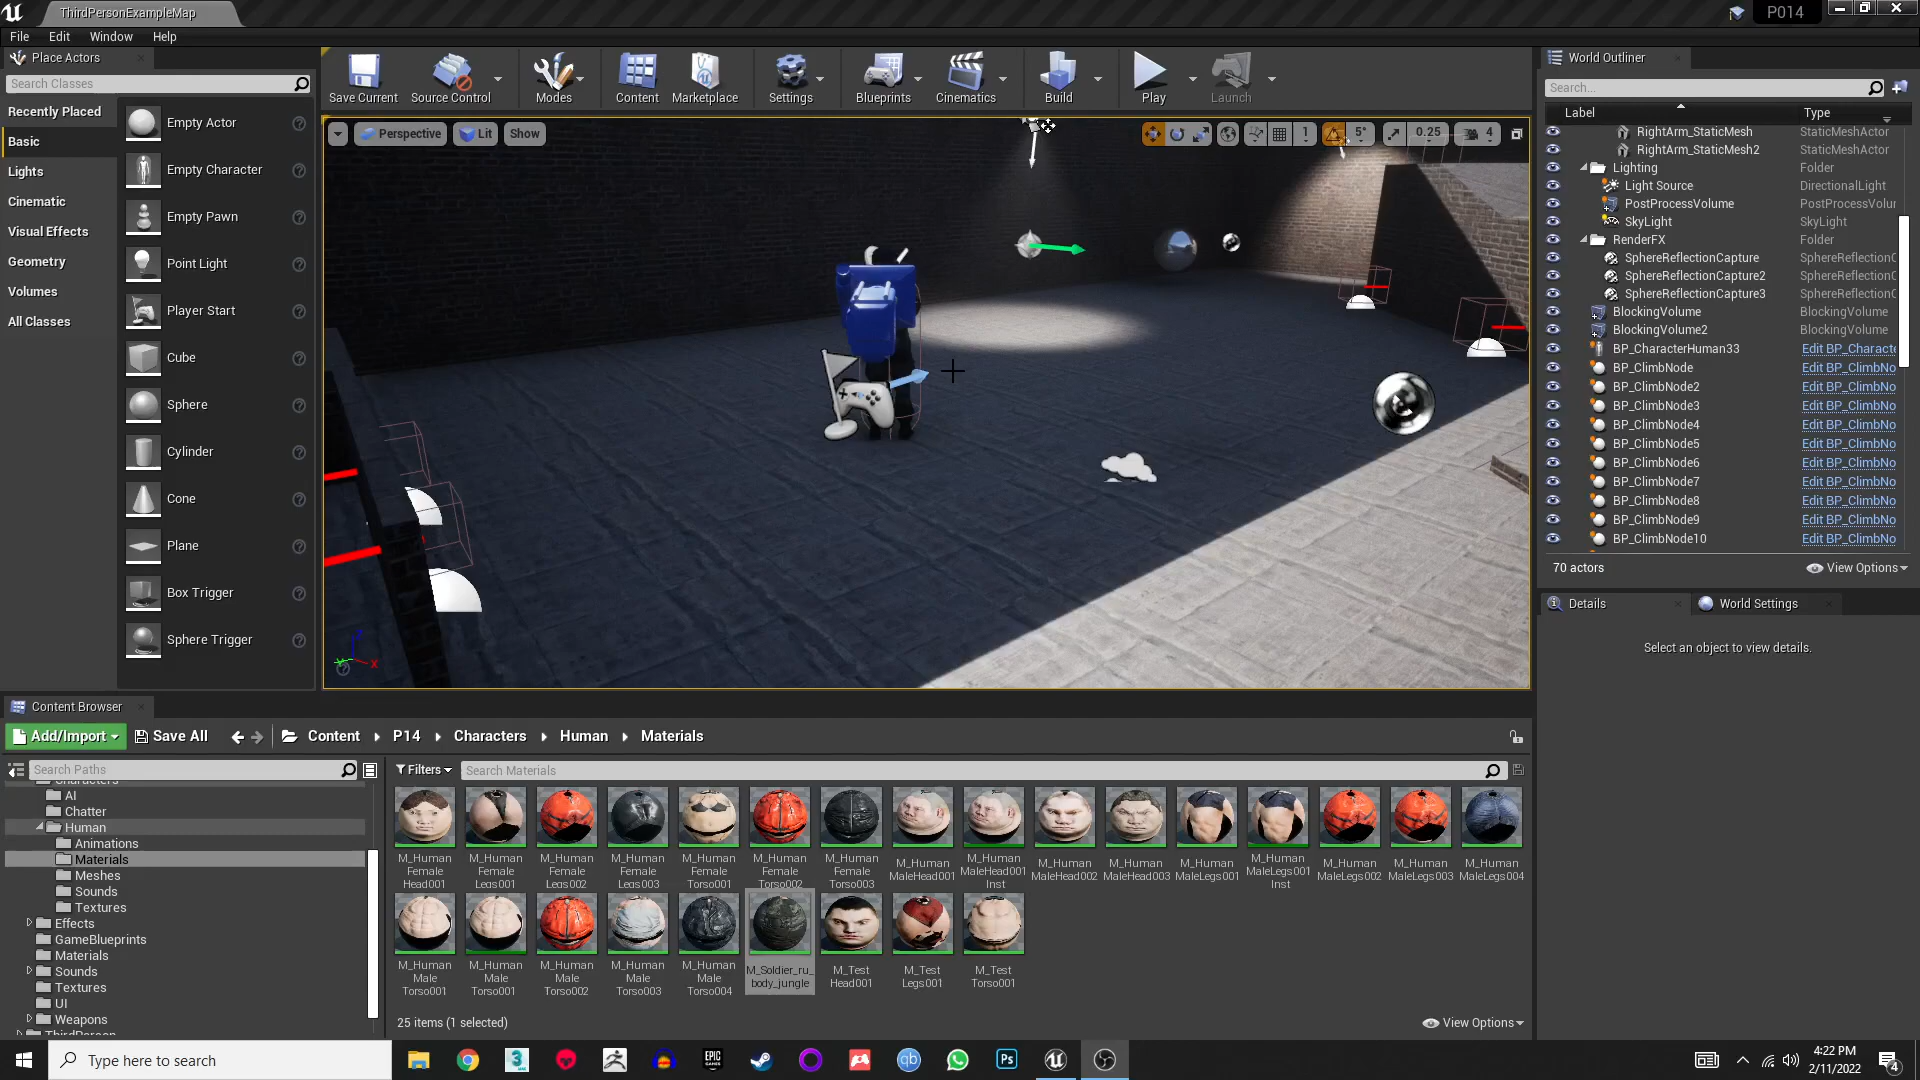 ThirdPersonExampleMap
P014
File
Edit
Window
Help
Place Actors
Search Classes
Recently Placed
Basic
Lights
Cinematic
Visual Effects
Geometry
Volumes
All Classes
Empty Actor
Empty Character
Empty Pawn
Point Light
Player Start
Cube
Sphere
Cylinder
Cone
Plane
Box Trigger
Sphere Trigger
Save Current
Source Control
Modes
Content
Marketplace
Settings
Blueprints
Cinematics
Build
Play
Launch
Perspective
Lit
Show
1
5°
0.25
4
World Outliner
Search...
Label
Type
RightArm_StaticMesh StaticMeshActor
RightArm_StaticMesh2 StaticMeshActor
Lighting Folder
Light Source DirectionalLight
PostProcessVolume PostProcessVolur
SkyLight SkyLight
RenderFX Folder
SphereReflectionCapture SphereReflectionC
SphereReflectionCapture2 SphereReflectionC
SphereReflectionCapture3 SphereReflectionC
BlockingVolume BlockingVolume
BlockingVolume2 BlockingVolume
BP_CharacterHuman33 Edit BP_Characte
BP_ClimbNode Edit BP_ClimbNo
BP_ClimbNode2 Edit BP_ClimbNo
BP_ClimbNode3 Edit BP_ClimbNo
BP_ClimbNode4 Edit BP_ClimbNo
BP_ClimbNode5 Edit BP_ClimbNo
BP_ClimbNode6 Edit BP_ClimbNo
BP_ClimbNode7 Edit BP_ClimbNo
BP_ClimbNode8 Edit BP_ClimbNo
BP_ClimbNode9 Edit BP_ClimbNo
BP_ClimbNode10 Edit BP_ClimbNo
70 actors
View Options
Details
World Settings
Select an object to view details.
Content Browser
Add/Import
Save All
Content
P14
Characters
Human
Materials
Search Paths
Filters
Search Materials
Characters
AI
Chatter
Human
Animations
Materials
Meshes
Sounds
Textures
Effects
GameBlueprints
Materials
Sounds
Textures
UI
Weapons
M_Human Female Head001
M_Human Female Legs001
M_Human Female Legs002
M_Human Female Legs003
M_Human Female Torso001
M_Human Female Torso002
M_Human Female Torso003
M_Human MaleHead001
M_Human MaleHead001 Inst
M_Human MaleHead002
M_Human MaleHead003
M_Human MaleLegs001
M_Human MaleLegs001 Inst
M_Human MaleLegs002
M_Human MaleLegs003
M_Human MaleLegs004
M_Human Male Torso001
M_Human Male Torso001
M_Human Male Torso002
M_Human Male Torso003
M_Human Male Torso004
M_Soldier_ru_body_jungle
M_Test Head001
M_Test Legs001
M_Test Torso001
25 items (1 selected)
View Options
Type here to search
EPIC GAMES
qb
Ps
4:22 PM
2/11/2022
4